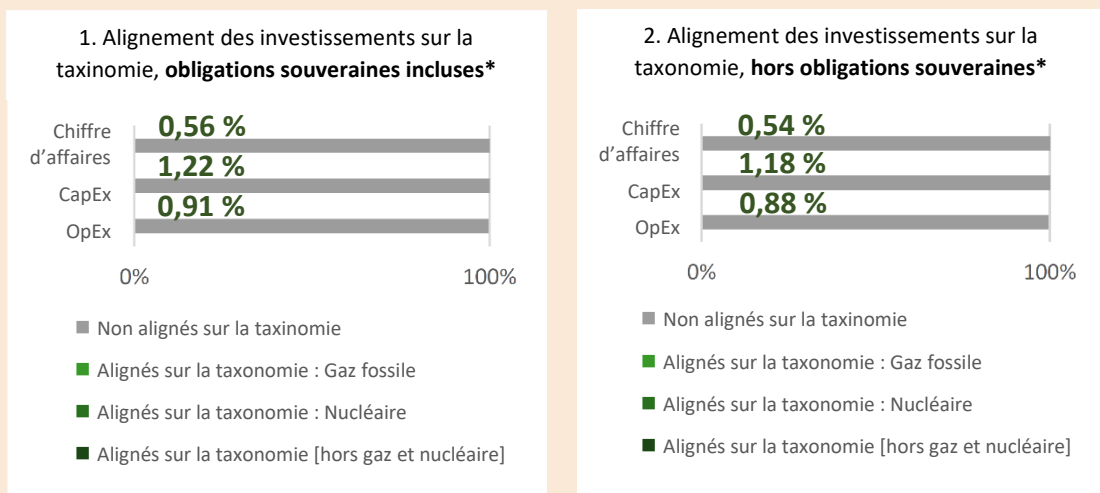 1. Alignement des investissements sur la
taxinomie, obligations souveraines incluses*
Chiffre
d'affaires
CapEx
OpEx
0,56 %
1,22 %
0,91 %
0%
100%
Non alignés sur la taxinomie
Alignés sur la taxonomie : Gaz fossile
Alignés sur la taxonomie : Nucléaire
Alignés sur la taxonomie [hors gaz et nucléaire]
2. Alignement des investissements sur la
taxonomie, hors obligations souveraines*
Chiffre
d'affaires
CapEx
OpEx
0,54 %
1,18 %
0,88 %
0%
100%
Non alignés sur la taxinomie
Alignés sur la taxonomie : Gaz fossile
Alignés sur la taxonomie : Nucléaire
Alignés sur la taxonomie [hors gaz et nucléaire]